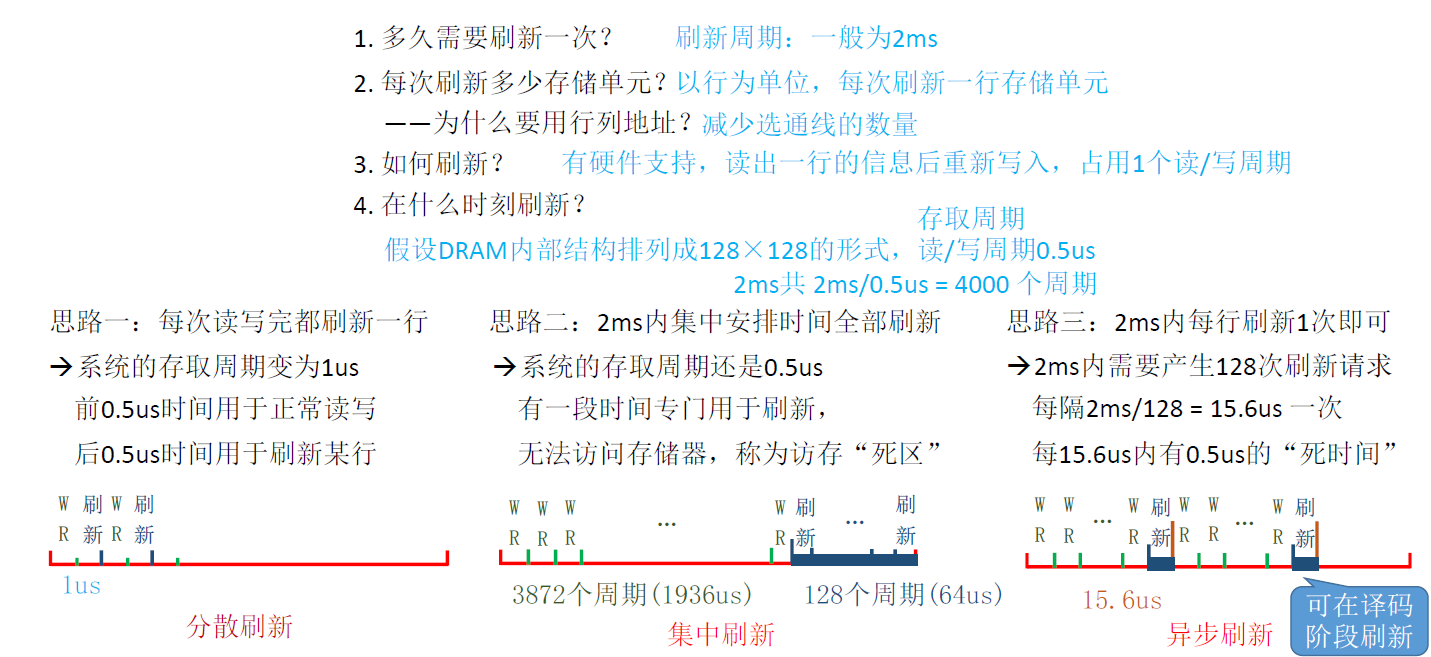 1. 多久需要刷新一次？ 刷新周期：一般为2ms
2. 每次刷新多少存储单元？以行为单位，每次刷新一行存储单元
——为什么要用行列地址？减少选通线的数量
3. 如何刷新？ 有硬件支持，读出一行的信息后重新写入，占用1个读/写周期
4. 在什么时刻刷新？
存取周期
假设DRAM内部结构排列成128×128的形式，读/写周期0.5us
2ms共 2ms/0.5us = 4000 个周期
思路一：每次读写完都刷新一行
→系统的存取周期变为1us
前0.5us时间用于正常读写
后0.5us时间用于刷新某行
W 刷 W 刷
R 新 R 新
1us
分散刷新
思路二：2ms内集中安排时间全部刷新
→系统的存取周期还是0.5us
有一段时间专门用于刷新，
无法访问存储器，称为访存“死区”
W W W … W 刷 … 刷
R R R R 新 新
3872个周期(1936us) 128个周期(64us)
集中刷新
思路三：2ms内每行刷新1次即可
→2ms内需要产生128次刷新请求
每隔2ms/128 = 15.6us 一次
每15.6us内有0.5us的“死时间”
W W … W 刷 W W … W 刷
R R R 新 R R R 新
15.6us
异步刷新
可在译码
阶段刷新